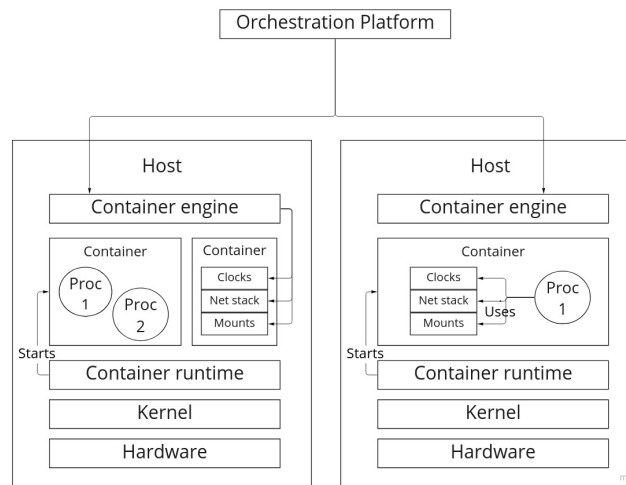 Orchestration Platform
Host
Container engine
Container
Proc
1
Proc
2
Container
Clocks
Net stack
Mounts
Starts
Container runtime
Kernel
Hardware
Host
Container engine
Container
Clocks
Net stack
Mounts
Uses
Proc
1
Starts
Container runtime
Kernel
Hardware